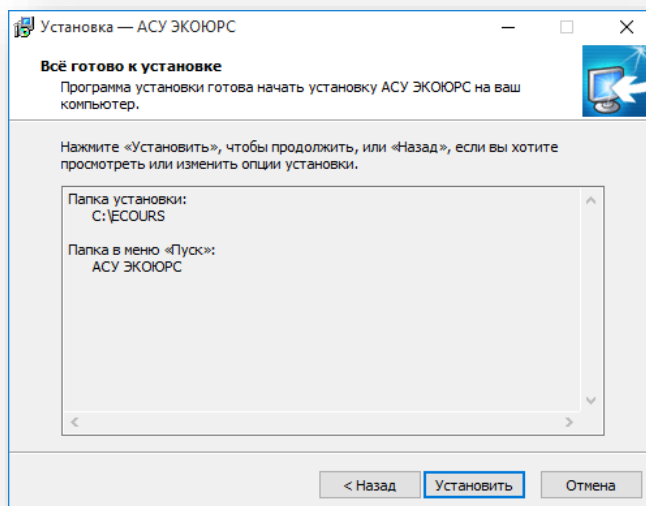 Установка — АСУ ЭКОЮРС
Всё готово к установке
Программа установки готова начать установку АСУ ЭКОЮРС на ваш
компьютер.
Нажмите «Установить», чтобы продолжить, или «Назад», если вы хотите
просмотреть или изменить опции установки.
Папка установки:
C:\ECOURS
Папка в меню «Пуск»:
АСУ ЭКОЮРС
< Назад
Установить
Отмена